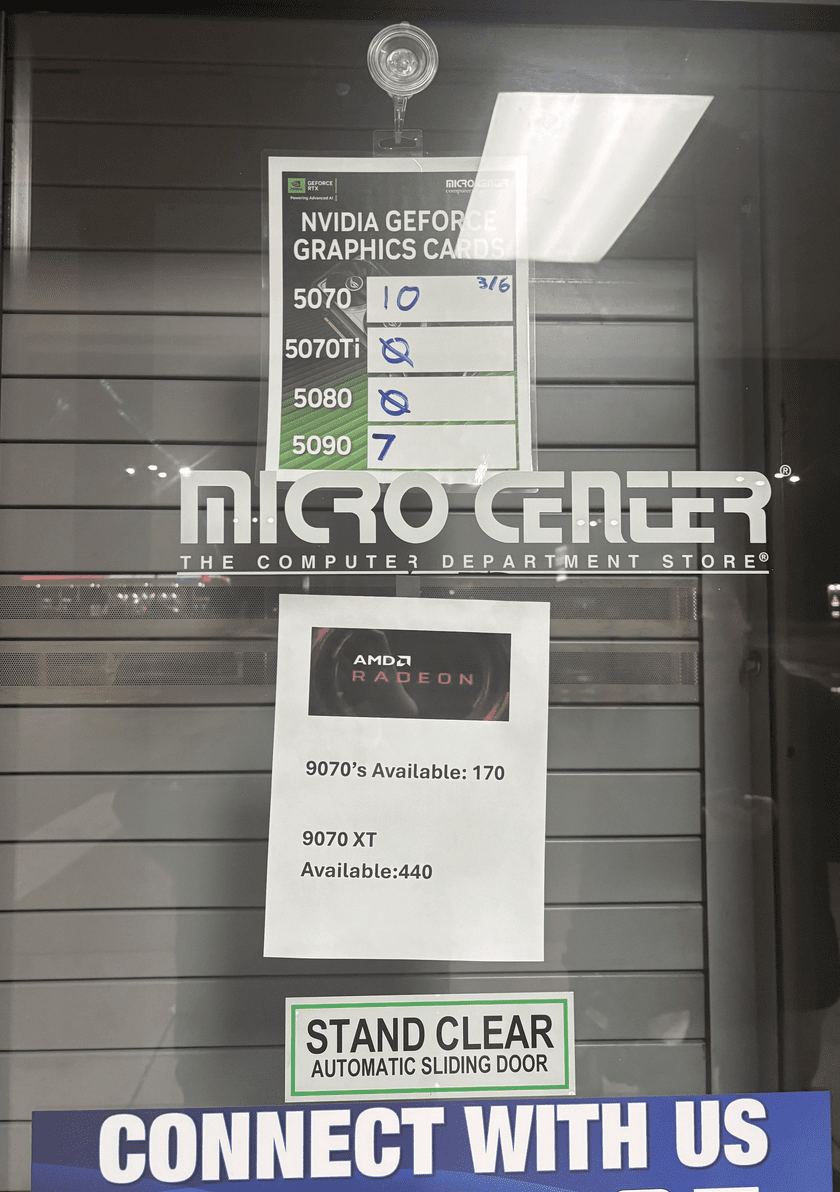 GEFORCE
RTX
Powering Advanced AI
MICRO CENTER
NVIDIA GEFORCE
GRAPHICS CARDS
5070 10 3/6
5070Ti Ø
5080 Ø
5090 7
MICRO CENTER®
THE COMPUTER DEPARTMENT STORE®
AMD
RADEON
9070's Available: 170
9070 XT
Available:440
STAND CLEAR
AUTOMATIC SLIDING DOOR
CONNECT WITH US